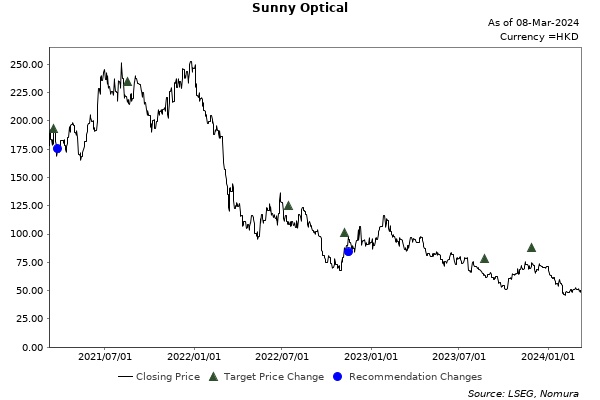 Sunny Optical
As of 08-Mar-2024
Currency =HKD
250.00
225.00
200.00
175.00
150.00
125.00
100.00
75.00
50.00
25.00
0.00
2021/07/01 2022/01/01 2022/07/01 2023/01/01 2023/07/01 2024/01/01
Closing Price Target Price Change Recommendation Changes
Source: LSEG, Nomura